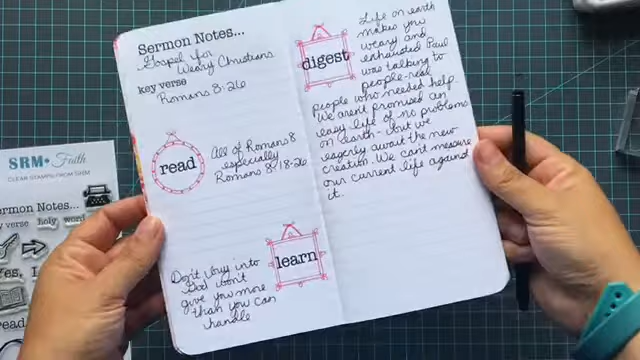 Sermon Notes...
Gospel for
Weary Christians
key verse
Romans 8:26
read
All of Romans 8
especially
Romans 8:18-26
learn
Don't buy into
God won't
give you more
than you can
handle
digest
Life on earth
makes you
weary and
exhausted Paul
was talking to
people-real
people who needed help.
We aren't promised an
easy life of no problems
on earth - but we
eagerly await the new
creation. We can't measure
our current life against
it.
SRM Faith
CLEAR STAMPS FROM SRM
Sermon Notes...
verse holy word
Yes, I
read